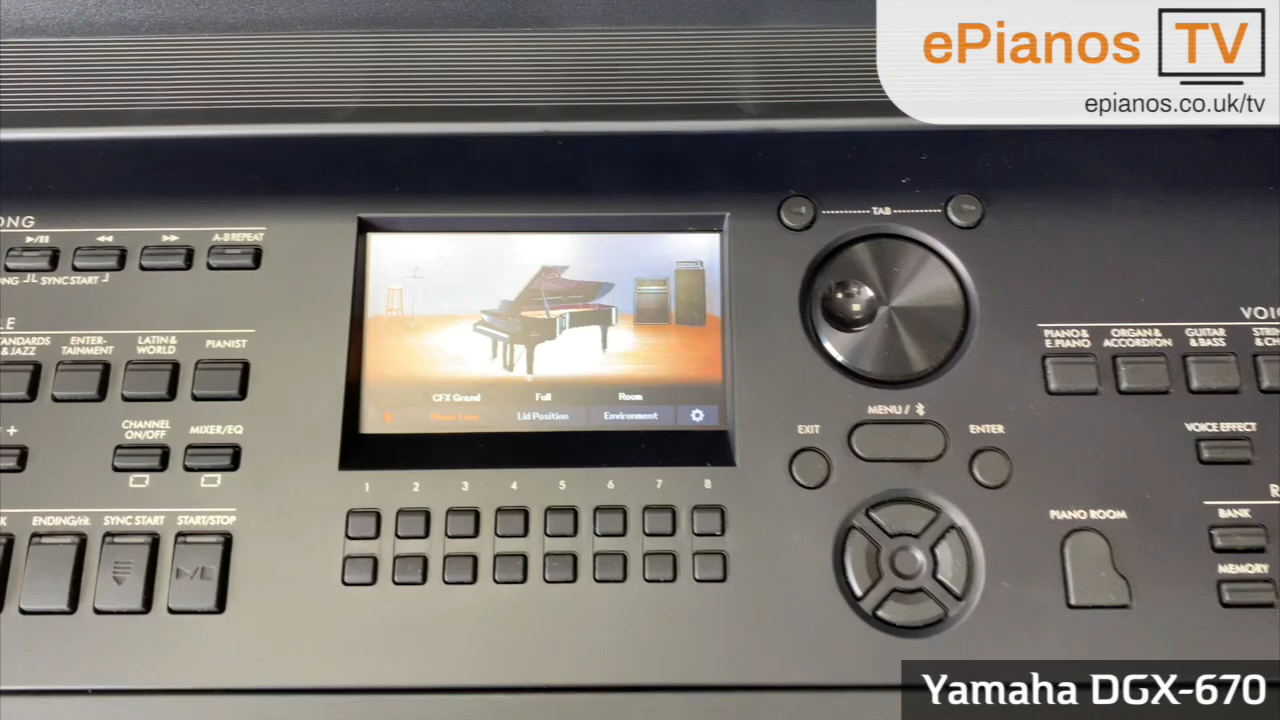 ePianos TV
epianos.co.uk/tv
TAB
A-B REPEAT
SYNC START
PIANO & E.PIANO
ORGAN & ACCORDION
GUITAR & BASS
ENTER-
TAINMENT
LATIN &
WORLD
PIANIST
& JAZZ
CFX Grand Full Room
Lid Position Environment
MENU /
EXIT
ENTER
VOICE EFFECT
CHANNEL
ON/OFF
MIXER/EQ
1 2 3 4 5 6 7 8
ENDING/rit. SYNC START START/STOP
PIANO ROOM
BANK
MEMORY
Yamaha DGX-670